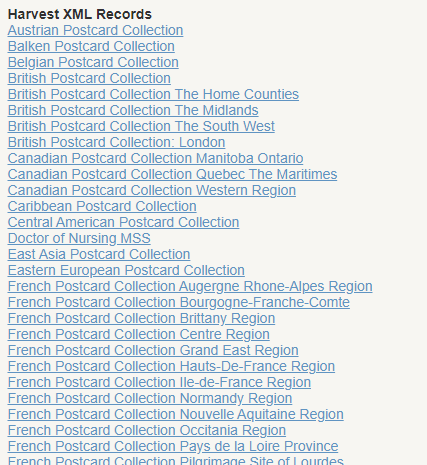 Harvest XML Records
Austrian Postcard Collection
Balken Postcard Collection
Belgian Postcard Collection
British Postcard Collection
British Postcard Collection The Home Counties
British Postcard Collection The Midlands
British Postcard Collection The South West
British Postcard Collection: London
Canadian Postcard Collection Manitoba Ontario
Canadian Postcard Collection Quebec The Maritimes
Canadian Postcard Collection Western Region
Caribbean Postcard Collection
Central American Postcard Collection
Doctor of Nursing MSS
East Asia Postcard Collection
Eastern European Postcard Collection
French Postcard Collection Augergne Rhone-Alpes Region
French Postcard Collection Bourgogne-Franche-Comte
French Postcard Collection Brittany Region
French Postcard Collection Centre Region
French Postcard Collection Grand East Region
French Postcard Collection Hauts-De-France Region
French Postcard Collection Ile-de-France Region
French Postcard Collection Normandy Region
French Postcard Collection Nouvelle Aquitaine Region
French Postcard Collection Occitania Region
French Postcard Collection Pays de la Loire Province
French Postcard Collection Pilgrimage Site of Lourdes